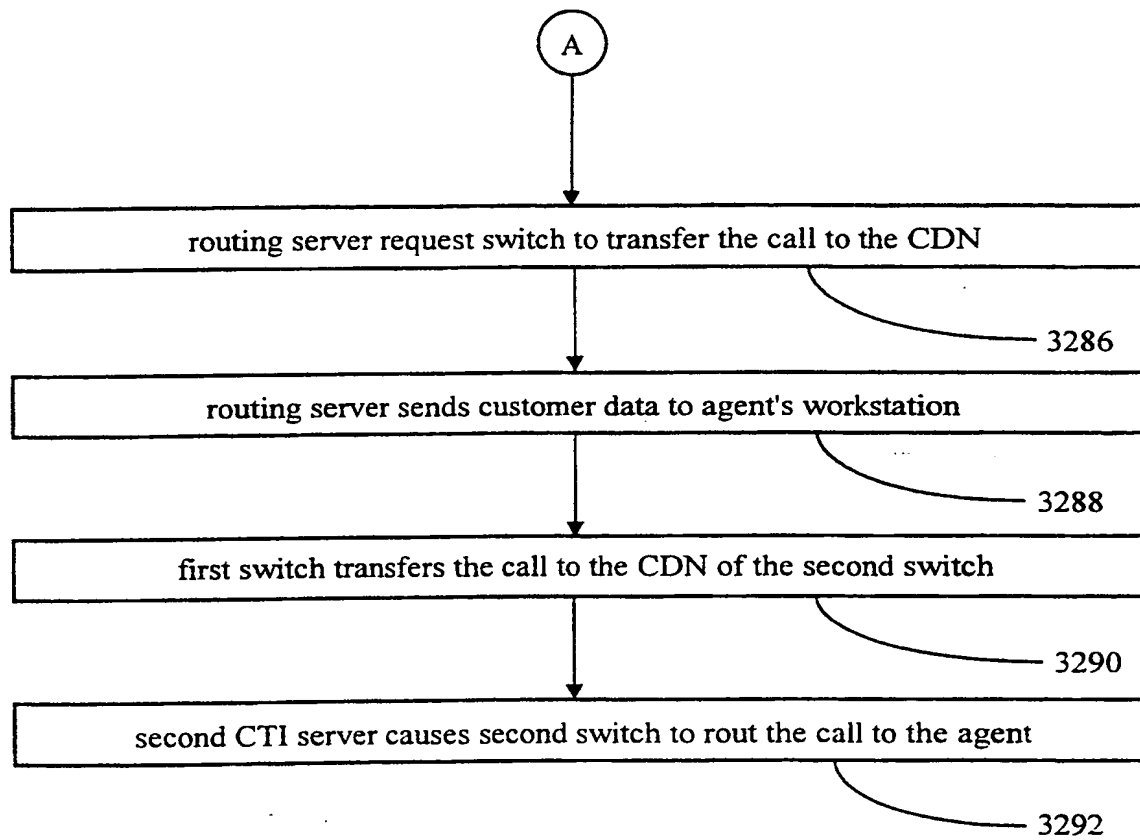 A
routing server request switch to transfer the call to the CDN
3286
routing server sends customer data to agent's workstation
3288
first switch transfers the call to the CDN of the second switch
3290
second CTI server causes second switch to rout the call to the agent
3292